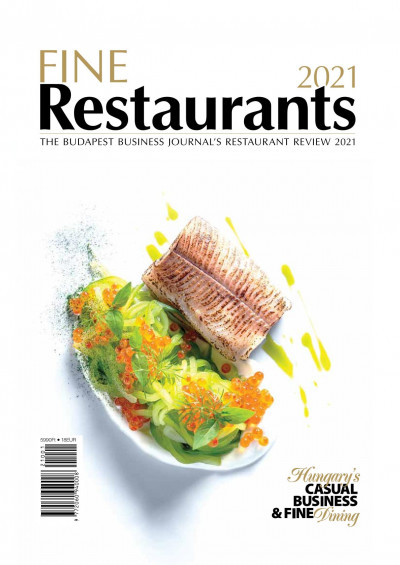 FINE
2021
Restaurants
THE BUDAPEST BUSINESS JOURNAL'S RESTAURANT REVIEW 2021
Hungary's
CASUAL
BUSINESS
& FINE Dining